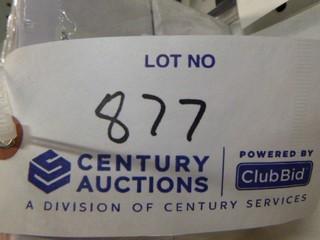 LOT NO
877
CENTURY AUCTIONS
POWERED BY
ClubBid
A DIVISION OF CENTURY SERVICES